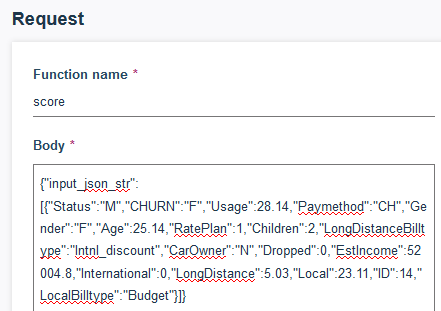 Request
Function name *
score
Body *
{"input_json_str":
[{"Status":"M","CHURN":"F","Usage":28.14,"Paymethod":"CH","Ge
nder":"F","Age":25.14,"RatePlan":1,"Children":2,"LongDistanceBillt
ype":"Intnl_discount","CarOwner":"N","Dropped":0,"EstIncome":52
004.8,"International":0,"LongDistance":5.03,"Local":23.11,"ID":14,"
LocalBilltype":"Budget"}]}